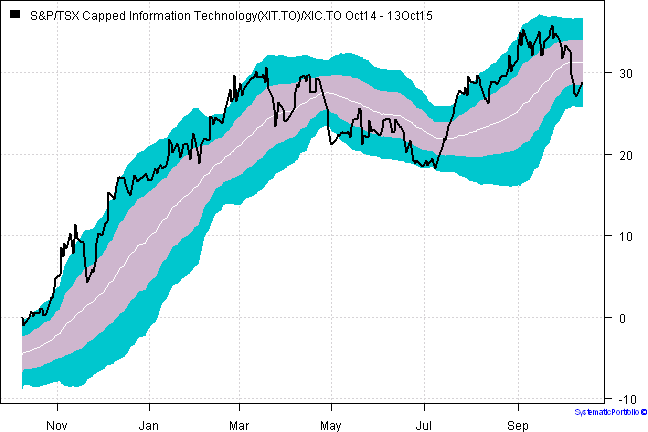 S&P/TSX Capped Information Technology(XIT.TO)/XIC.TO Oct14 - 13Oct15
30
20
10
0
-10
Nov Jan Mar May Jul Sep
SystematicPortfolio ©